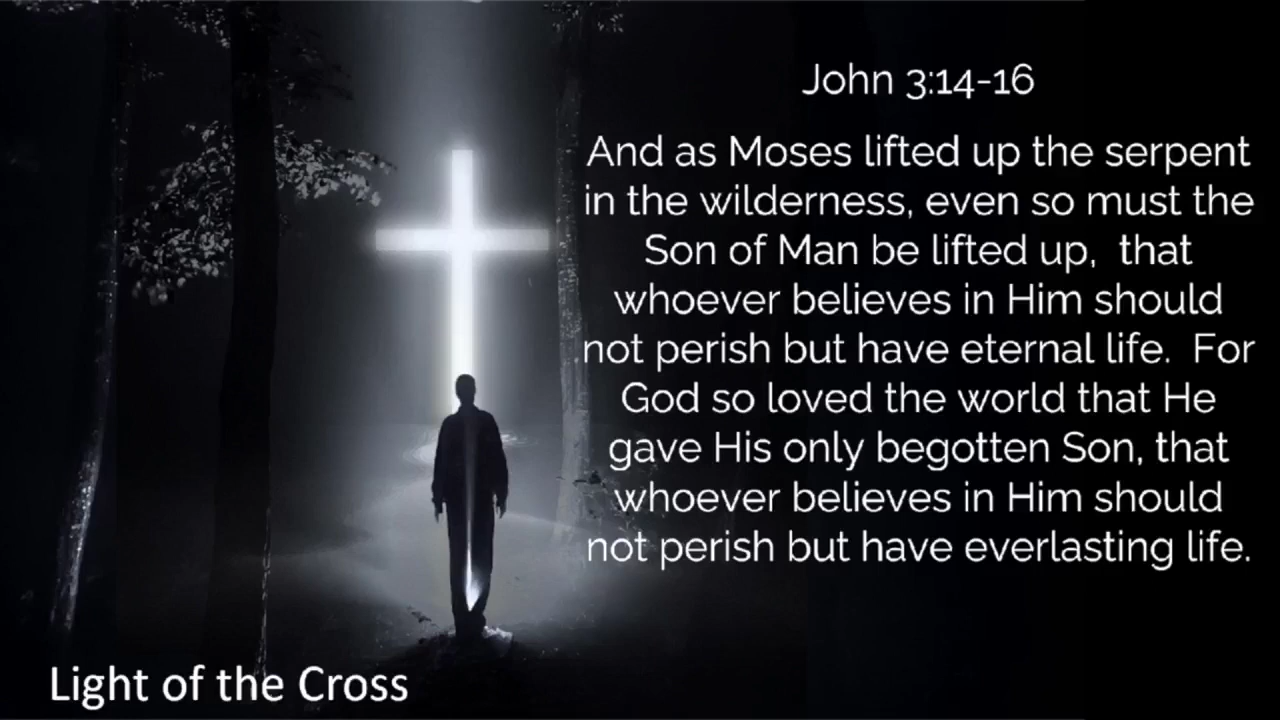 John 3:14-16
And as Moses lifted up the serpent
in the wilderness, even so must the
Son of Man be lifted up,  that
whoever believes in Him should
not perish but have eternal life.  For
God so loved the world that He
gave His only begotten Son, that
whoever believes in Him should
not perish but have everlasting life.
Light of the Cross